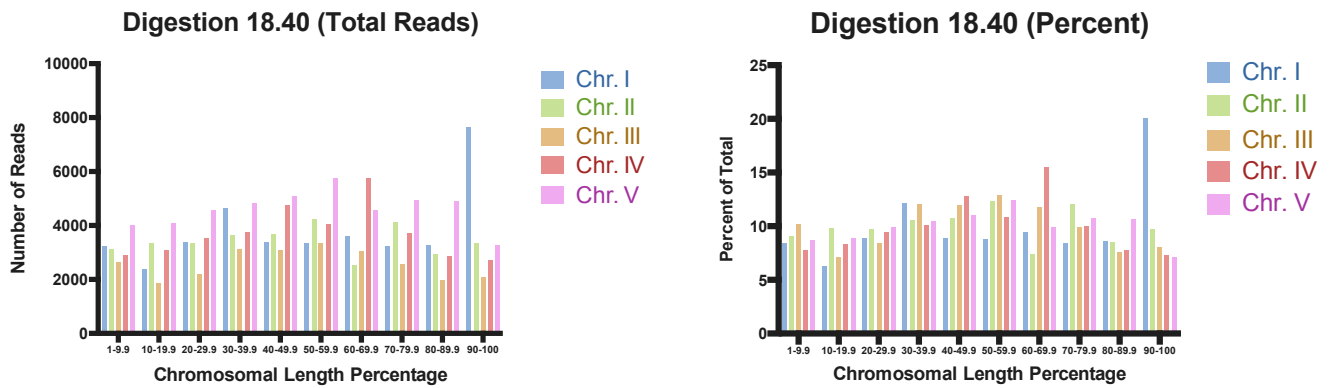 Digestion 18.40 (Total Reads)
Number of Reads
10000
8000
6000
4000
2000
0
1-9.9 10-19.9 20-29.9 30-39.9 40-49.9 50-59.9 60-69.9 70-79.9 80-89.9 90-100
Chromosomal Length Percentage
Chr. I
Chr. II
Chr. III
Chr. IV
Chr. V
Digestion 18.40 (Percent)
Percent of Total
25
20
15
10
5
0
1-9.9 10-19.9 20-29.9 30-39.9 40-49.9 50-59.9 60-69.9 70-79.9 80-89.9 90-100
Chromosomal Length Percentage
Chr. I
Chr. II
Chr. III
Chr. IV
Chr. V